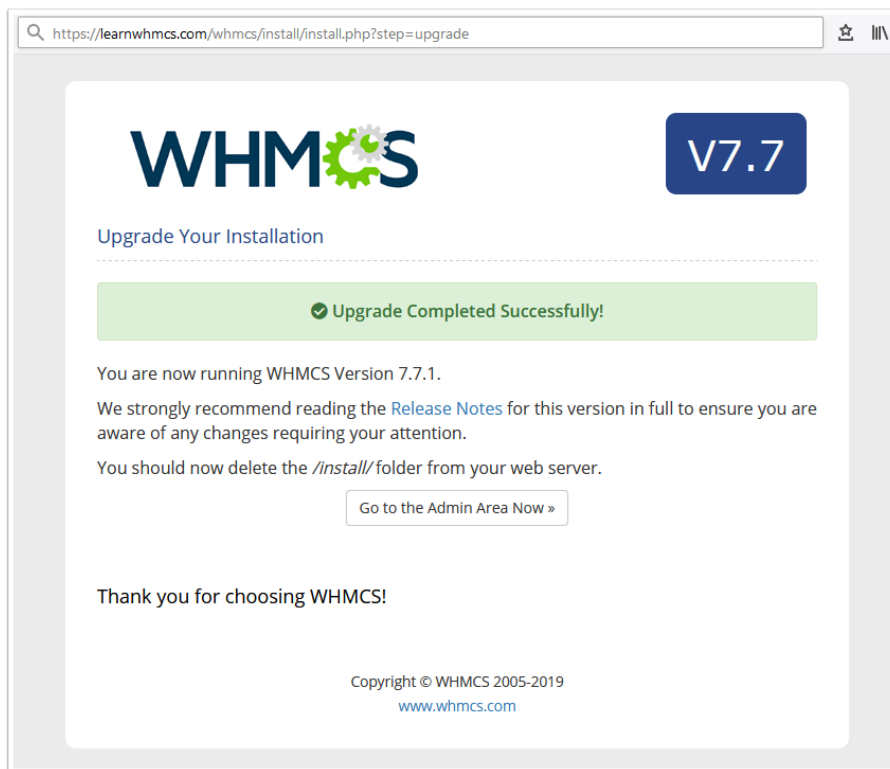 https://learnwhmcs.com/whmcs/install/install.php?step=upgrade
WHMCS
V7.7
Upgrade Your Installation
Upgrade Completed Successfully!
You are now running WHMCS Version 7.7.1.
We strongly recommend reading the Release Notes for this version in full to ensure you are
aware of any changes requiring your attention.
You should now delete the /install/ folder from your web server.
Go to the Admin Area Now »
Thank you for choosing WHMCS!
Copyright © WHMCS 2005-2019
www.whmcs.com